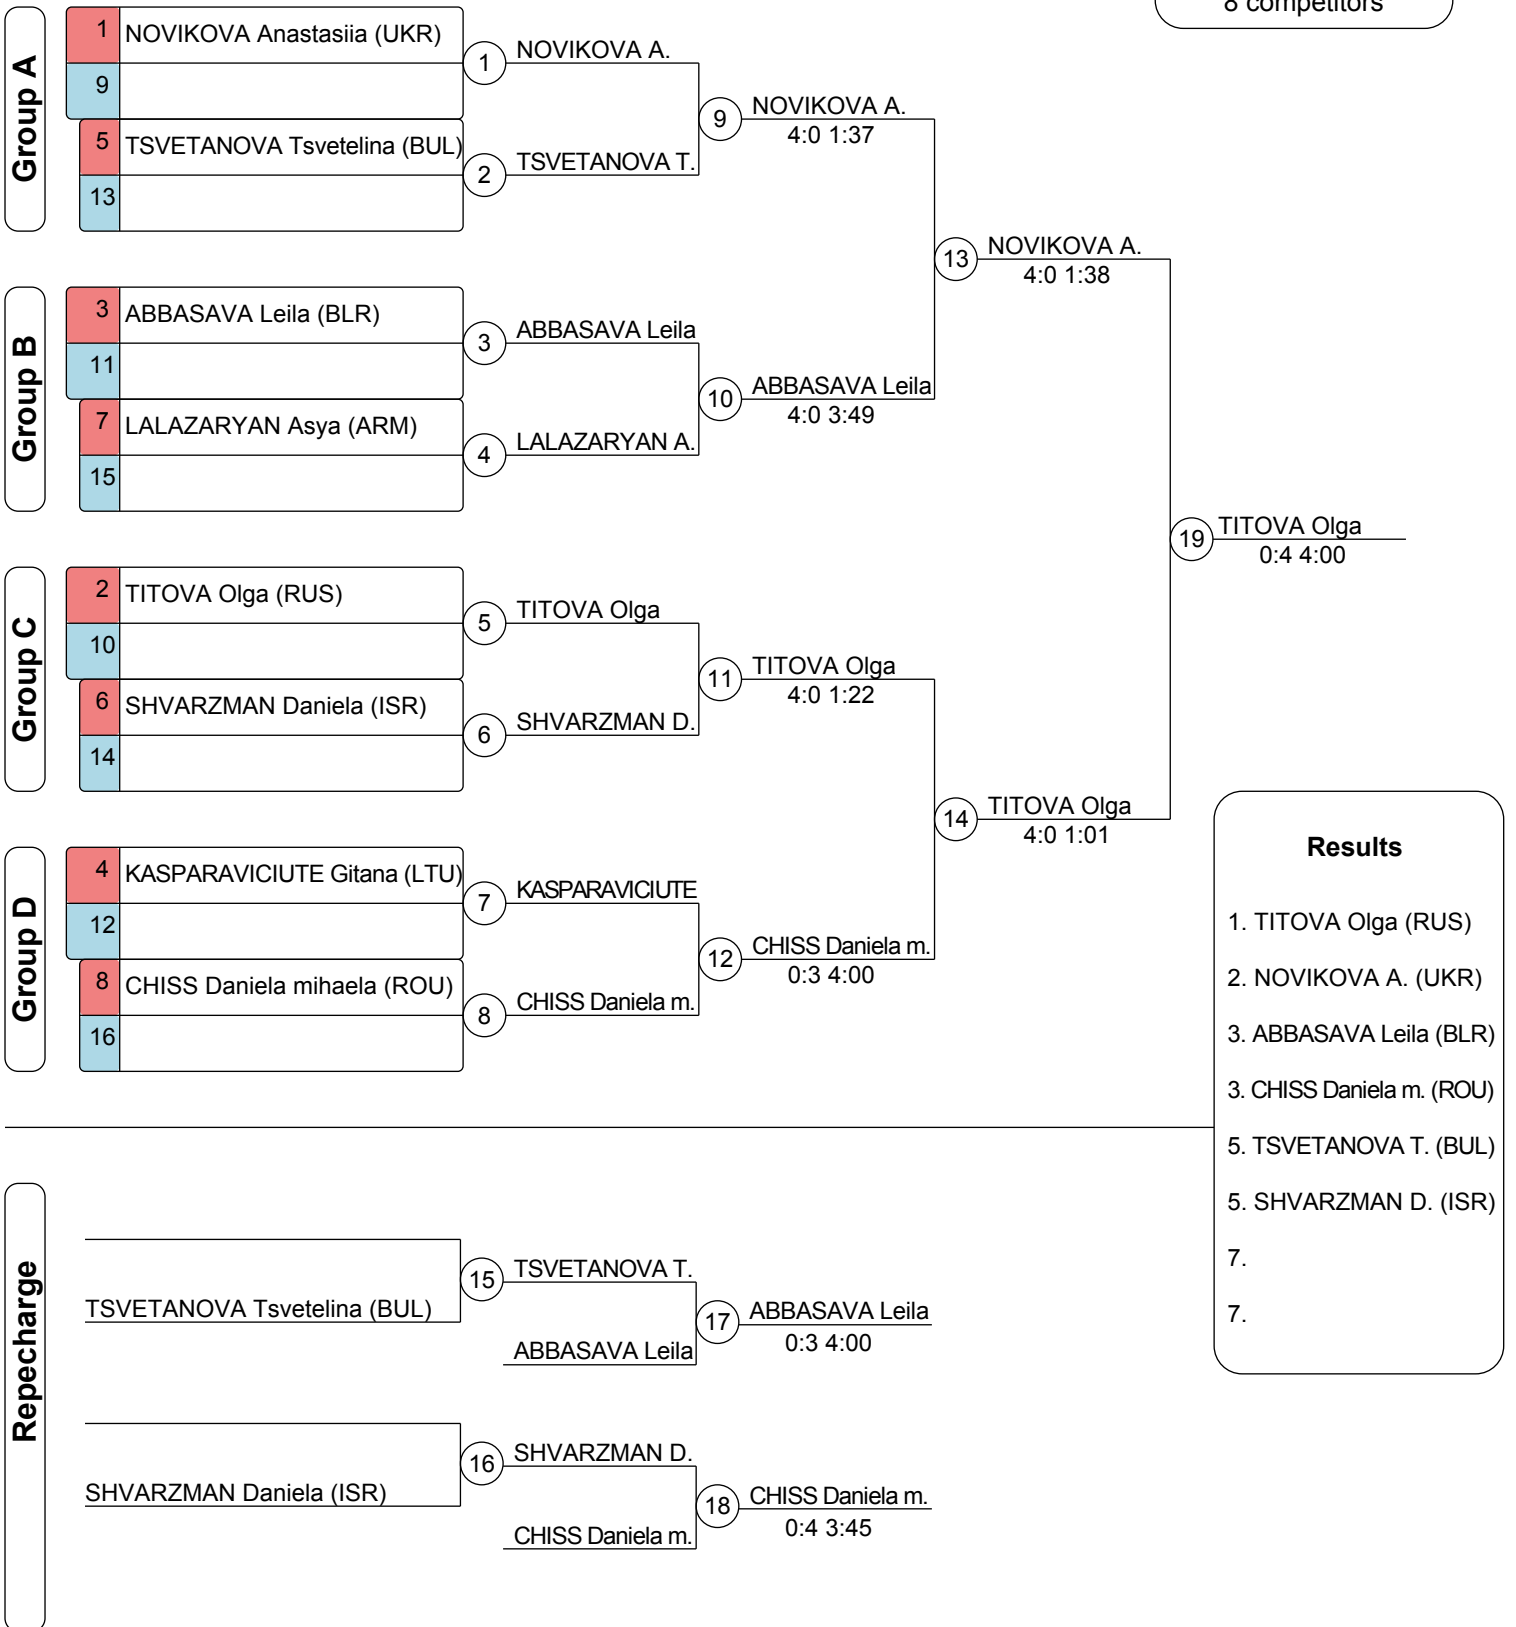 8 competitors
Group A
1 NOVIKOVA Anastasiia (UKR)
9
5 TSVETANOVA Tsvetelina (BUL)
13
1 NOVIKOVA A.
2 TSVETANOVA T.
9 NOVIKOVA A.
4:0 1:37
Group B
3 ABBASAVA Leila (BLR)
11
7 LALAZARYAN Asya (ARM)
15
3 ABBASAVA Leila
4 LALAZARYAN A.
10 ABBASAVA Leila
4:0 3:49
13 NOVIKOVA A.
4:0 1:38
Group C
2 TITOVA Olga (RUS)
10
6 SHVARZMAN Daniela (ISR)
14
5 TITOVA Olga
6 SHVARZMAN D.
11 TITOVA Olga
4:0 1:22
Group D
4 KASPARAVICIUTE Gitana (LTU)
12
8 CHISS Daniela mihaela (ROU)
16
7 KASPARAVICIUTE
8 CHISS Daniela m.
12 CHISS Daniela m.
0:3 4:00
14 TITOVA Olga
4:0 1:01
19 TITOVA Olga
0:4 4:00
Results
1. TITOVA Olga (RUS)
2. NOVIKOVA A. (UKR)
3. ABBASAVA Leila (BLR)
3. CHISS Daniela m. (ROU)
5. TSVETANOVA T. (BUL)
5. SHVARZMAN D. (ISR)
7.
7.
Repecharge
TSVETANOVA Tsvetelina (BUL)
15 TSVETANOVA T.
ABBASAVA Leila
17 ABBASAVA Leila
0:3 4:00
SHVARZMAN Daniela (ISR)
16 SHVARZMAN D.
CHISS Daniela m.
18 CHISS Daniela m.
0:4 3:45